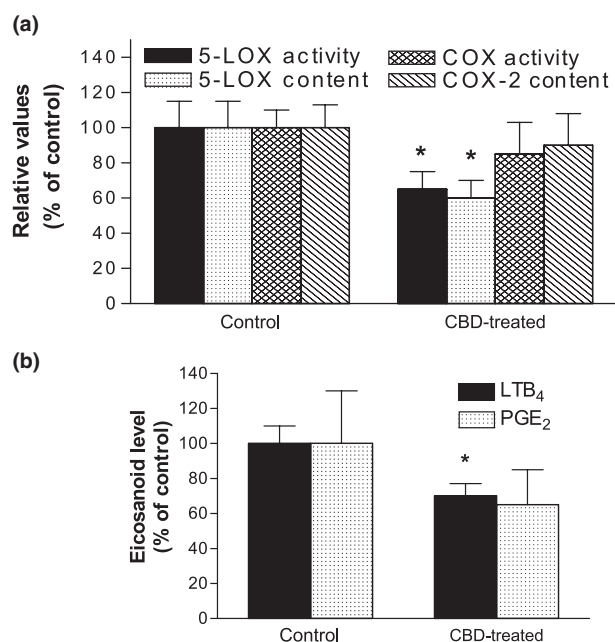 (a)
5-LOX activity
COX activity
5-LOX content
COX-2 content
Relative values
(% of control)
140
120
100
80
60
40
20
0
* *
Control
CBD-treated
(b)
Eicosanoid level
(% of control)
140
120
100
80
60
40
20
0
LTB₄
PGE₂
*
Control
CBD-treated